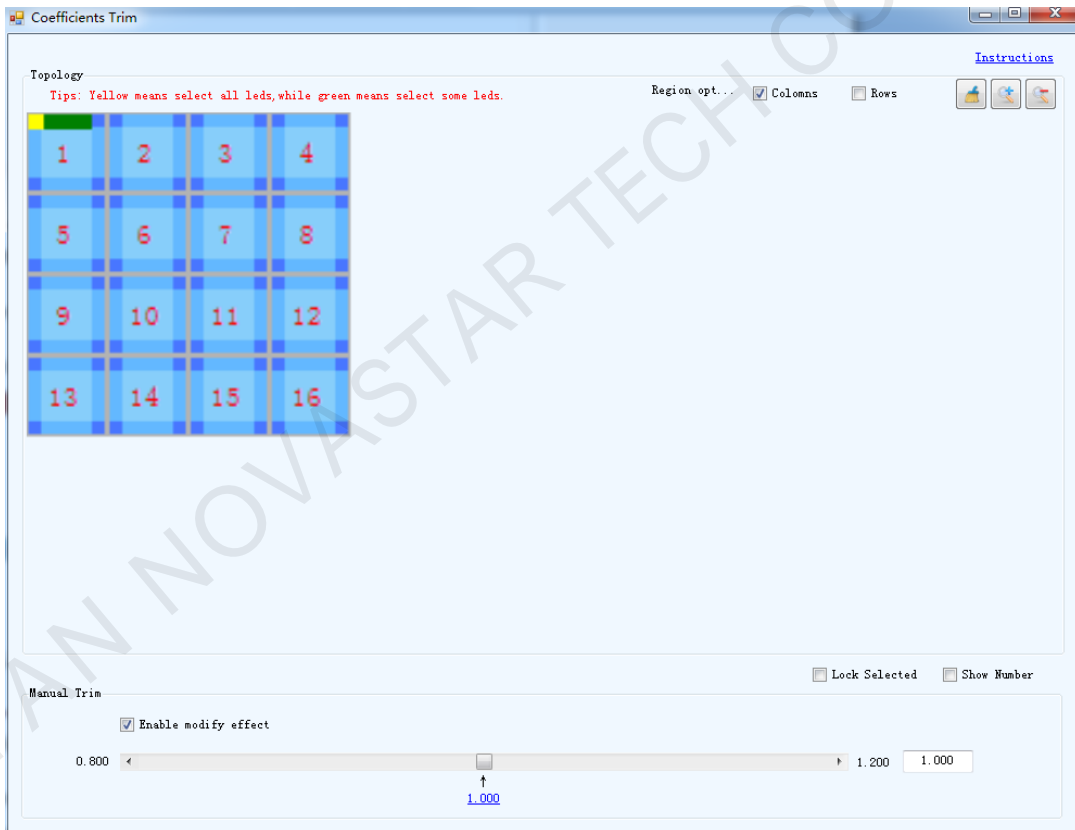 Coefficients Trim
Instructions
Topology
Tips: Yellow means select all leds,while green means select some leds.
Region opt...
Colomns
Rows
1 2 3 4
5 6 7 8
9 10 11 12
13 14 15 16
Lock Selected
Show Number
Manual Trim
Enable modify effect
0.800
1.200
1.000
1.000
AN NOVASTAR TECH CO